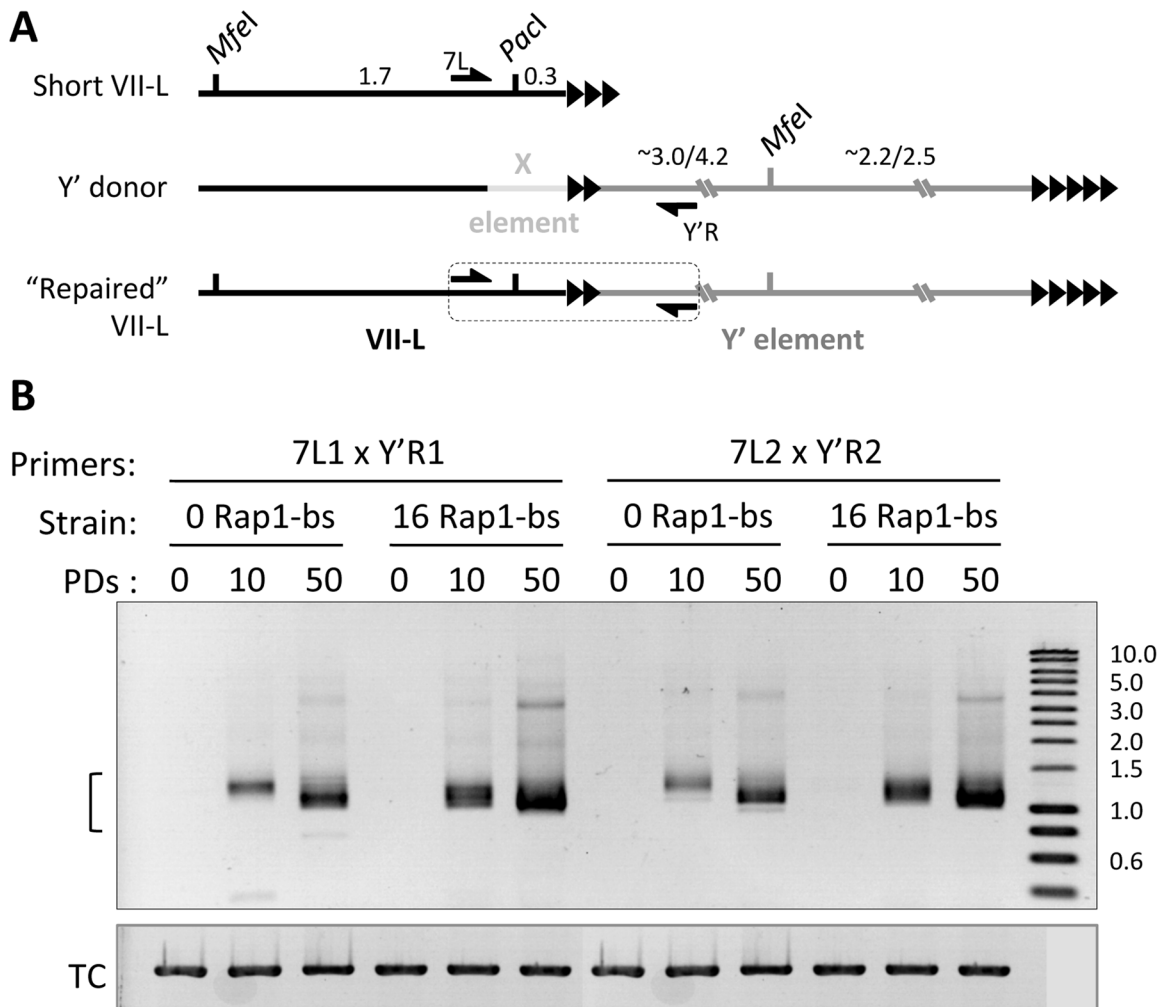 A
MfeI
PacI
Short VII-L
1.7
7L
0.3
MfeI
Y' donor
X
element
~3.0/4.2
~2.2/2.5
Y'R
“Repaired”
VII-L
VII-L
Y' element
B
Primers: 7L1 x Y'R1 7L2 x Y'R2
Strain: 0 Rap1-bs 16 Rap1-bs 0 Rap1-bs 16 Rap1-bs
PDs : 0 10 50 0 10 50 0 10 50 0 10 50
10.0
5.0
3.0
2.0
1.5
1.0
0.6
TC